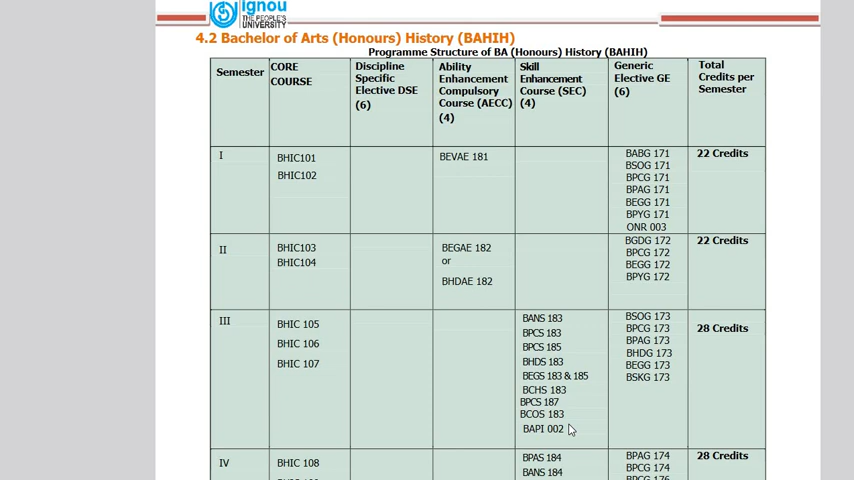 ignou
THE PEOPLE'S
UNIVERSITY
4.2 Bachelor of Arts (Honours) History (BAHIH)
Programme Structure of BA (Honours) History (BAHIH)
Semester
CORE
COURSE
Discipline
Specific
Elective DSE
(6)
Ability
Enhancement
Compulsory
Course (AECC)
(4)
Skill
Enhancement
Course (SEC)
(4)
Generic
Elective GE
(6)
Total
Credits per
Semester
I
BHIC101
BHIC102
BEVAE 181
BABG 171
BSOG 171
BPCG 171
BPAG 171
BEGG 171
BPYG 171
ONR 003
22 Credits
II
BHIC103
BHIC104
BEGAE 182
or
BHDAE 182
BGDG 172
BPCG 172
BEGG 172
BPYG 172
22 Credits
III
BHIC 105
BHIC 106
BHIC 107
BANS 183
BPCS 183
BPCS 185
BHDS 183
BEGS 183 & 185
BCHS 183
BPCS 187
BCOS 183
BAPI 002
BSOG 173
BPCG 173
BPAG 173
BHDG 173
BEGG 173
BSKG 173
28 Credits
IV
BHIC 108
BPAS 184
BANS 184
BPAG 174
BPCG 174
28 Credits